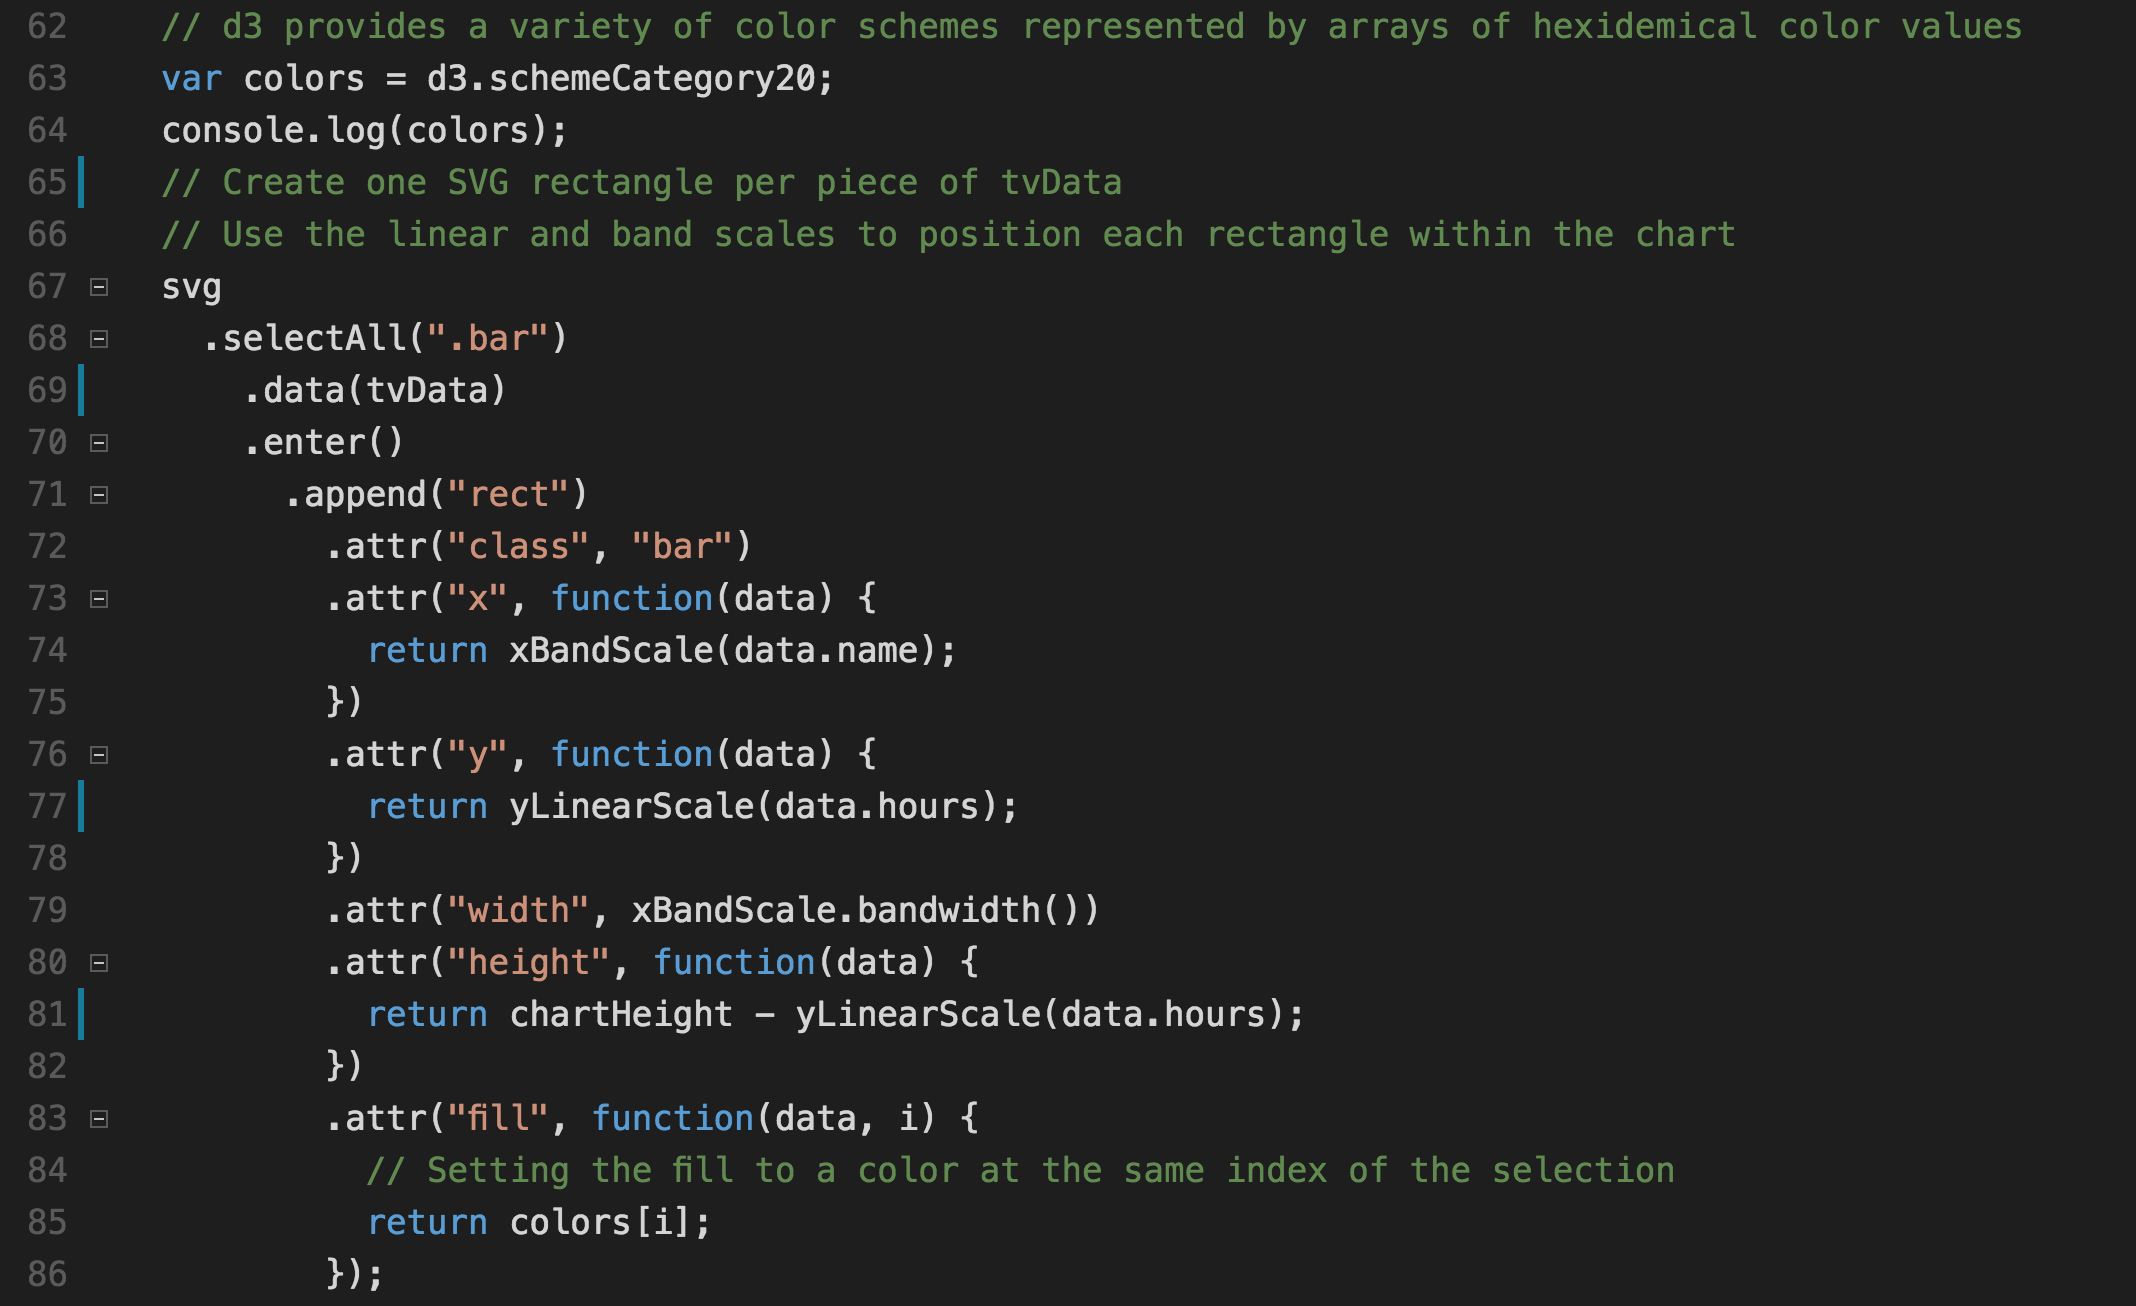 62 // d3 provides a variety of color schemes represented by arrays of hexidemical color values
63 var colors = d3.schemeCategory20;
64 console.log(colors);
65 // Create one SVG rectangle per piece of tvData
66 // Use the linear and band scales to position each rectangle within the chart
67 svg
68 .selectAll(".bar")
69 .data(tvData)
70 .enter()
71 .append("rect")
72 .attr("class", "bar")
73 .attr("x", function(data) {
74 return xBandScale(data.name);
75 })
76 .attr("y", function(data) {
77 return yLinearScale(data.hours);
78 })
79 .attr("width", xBandScale.bandwidth())
80 .attr("height", function(data) {
81 return chartHeight - yLinearScale(data.hours);
82 })
83 .attr("fill", function(data, i) {
84 // Setting the fill to a color at the same index of the selection
85 return colors[i];
86 });